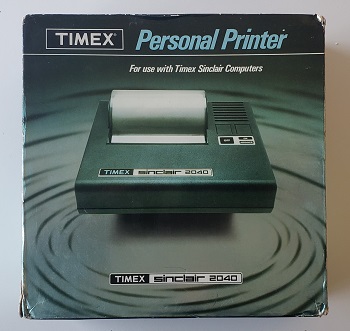 TIMEX® Personal Printer
For use with Timex Sinclair Computers
TIMEX sinclair 2040
TIMEX sinclair 2040